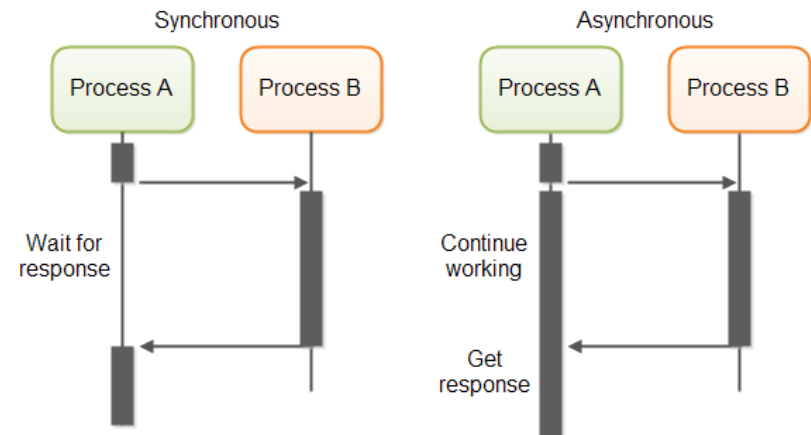 Synchronous
Asynchronous
Process A
Process B
Process A
Process B
Wait for
response
Continue
working
Get
response